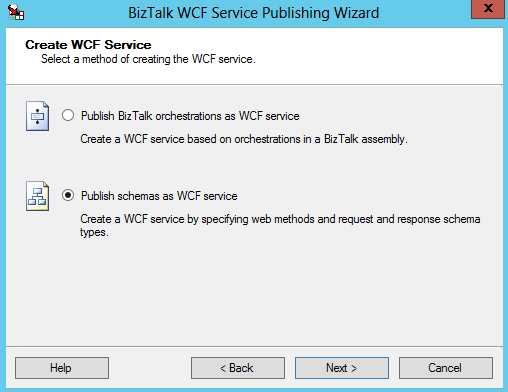 BizTalk WCF Service Publishing Wizard
x
Create WCF Service
Select a method of creating the WCF service.
Publish BizTalk orchestrations as WCF service
Create a WCF service based on orchestrations in a BizTalk assembly.
Publish schemas as WCF service
Create a WCF service by specifying web methods and request and response schema
types.
Help
< Back
Next >
Cancel